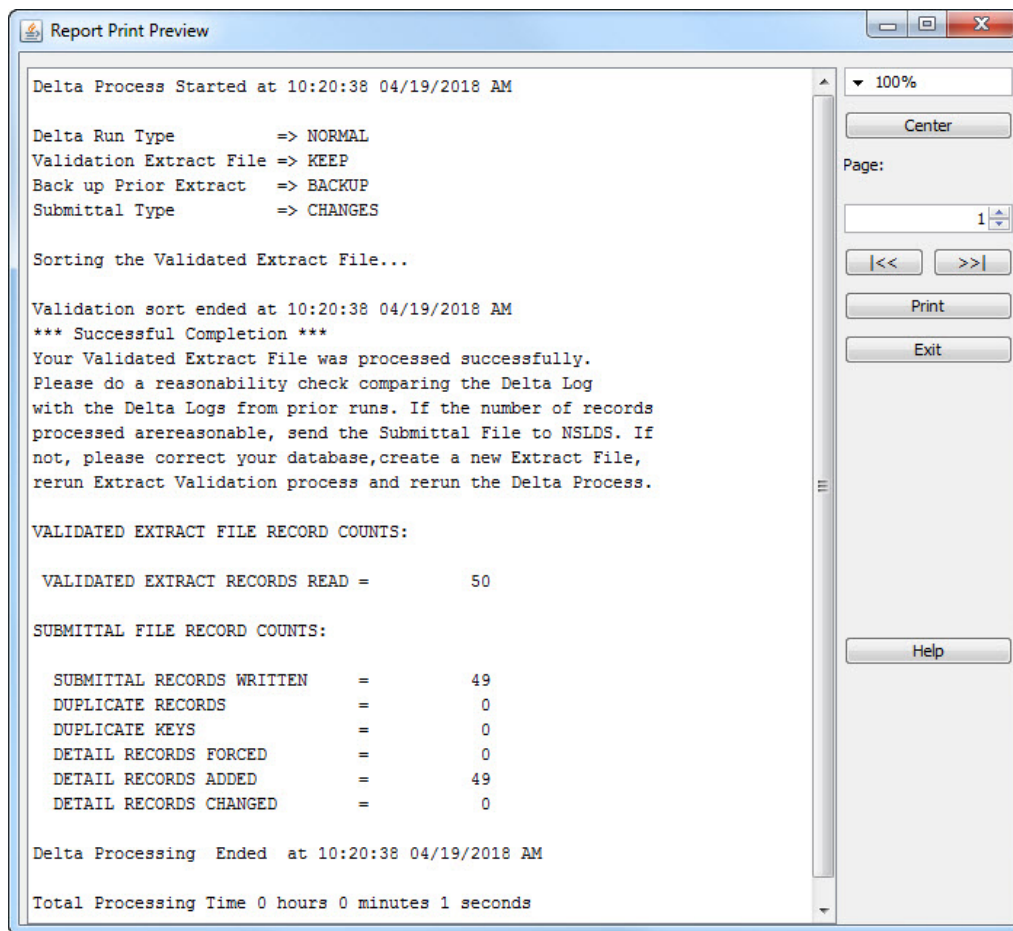 Report Print Preview
Delta Process Started at 10:20:38 04/19/2018 AM
Delta Run Type => NORMAL
Validation Extract File => KEEP
Back up Prior Extract => BACKUP
Submittal Type => CHANGES
Sorting the Validated Extract File...
Validation sort ended at 10:20:38 04/19/2018 AM
*** Successful Completion ***
Your Validated Extract File was processed successfully.
Please do a reasonability check comparing the Delta Log
with the Delta Logs from prior runs. If the number of records
processed arereasonable, send the Submittal File to NSLDS. If
not, please correct your database,create a new Extract File,
rerun Extract Validation process and rerun the Delta Process.
VALIDATED EXTRACT FILE RECORD COUNTS:
VALIDATED EXTRACT RECORDS READ = 50
SUBMITTAL FILE RECORD COUNTS:
SUBMITTAL RECORDS WRITTEN = 49
DUPLICATE RECORDS = 0
DUPLICATE KEYS = 0
DETAIL RECORDS FORCED = 0
DETAIL RECORDS ADDED = 49
DETAIL RECORDS CHANGED = 0
Delta Processing Ended at 10:20:38 04/19/2018 AM
Total Processing Time 0 hours 0 minutes 1 seconds
100%
Center
Page:
1
|<< >>|
Print
Exit
Help